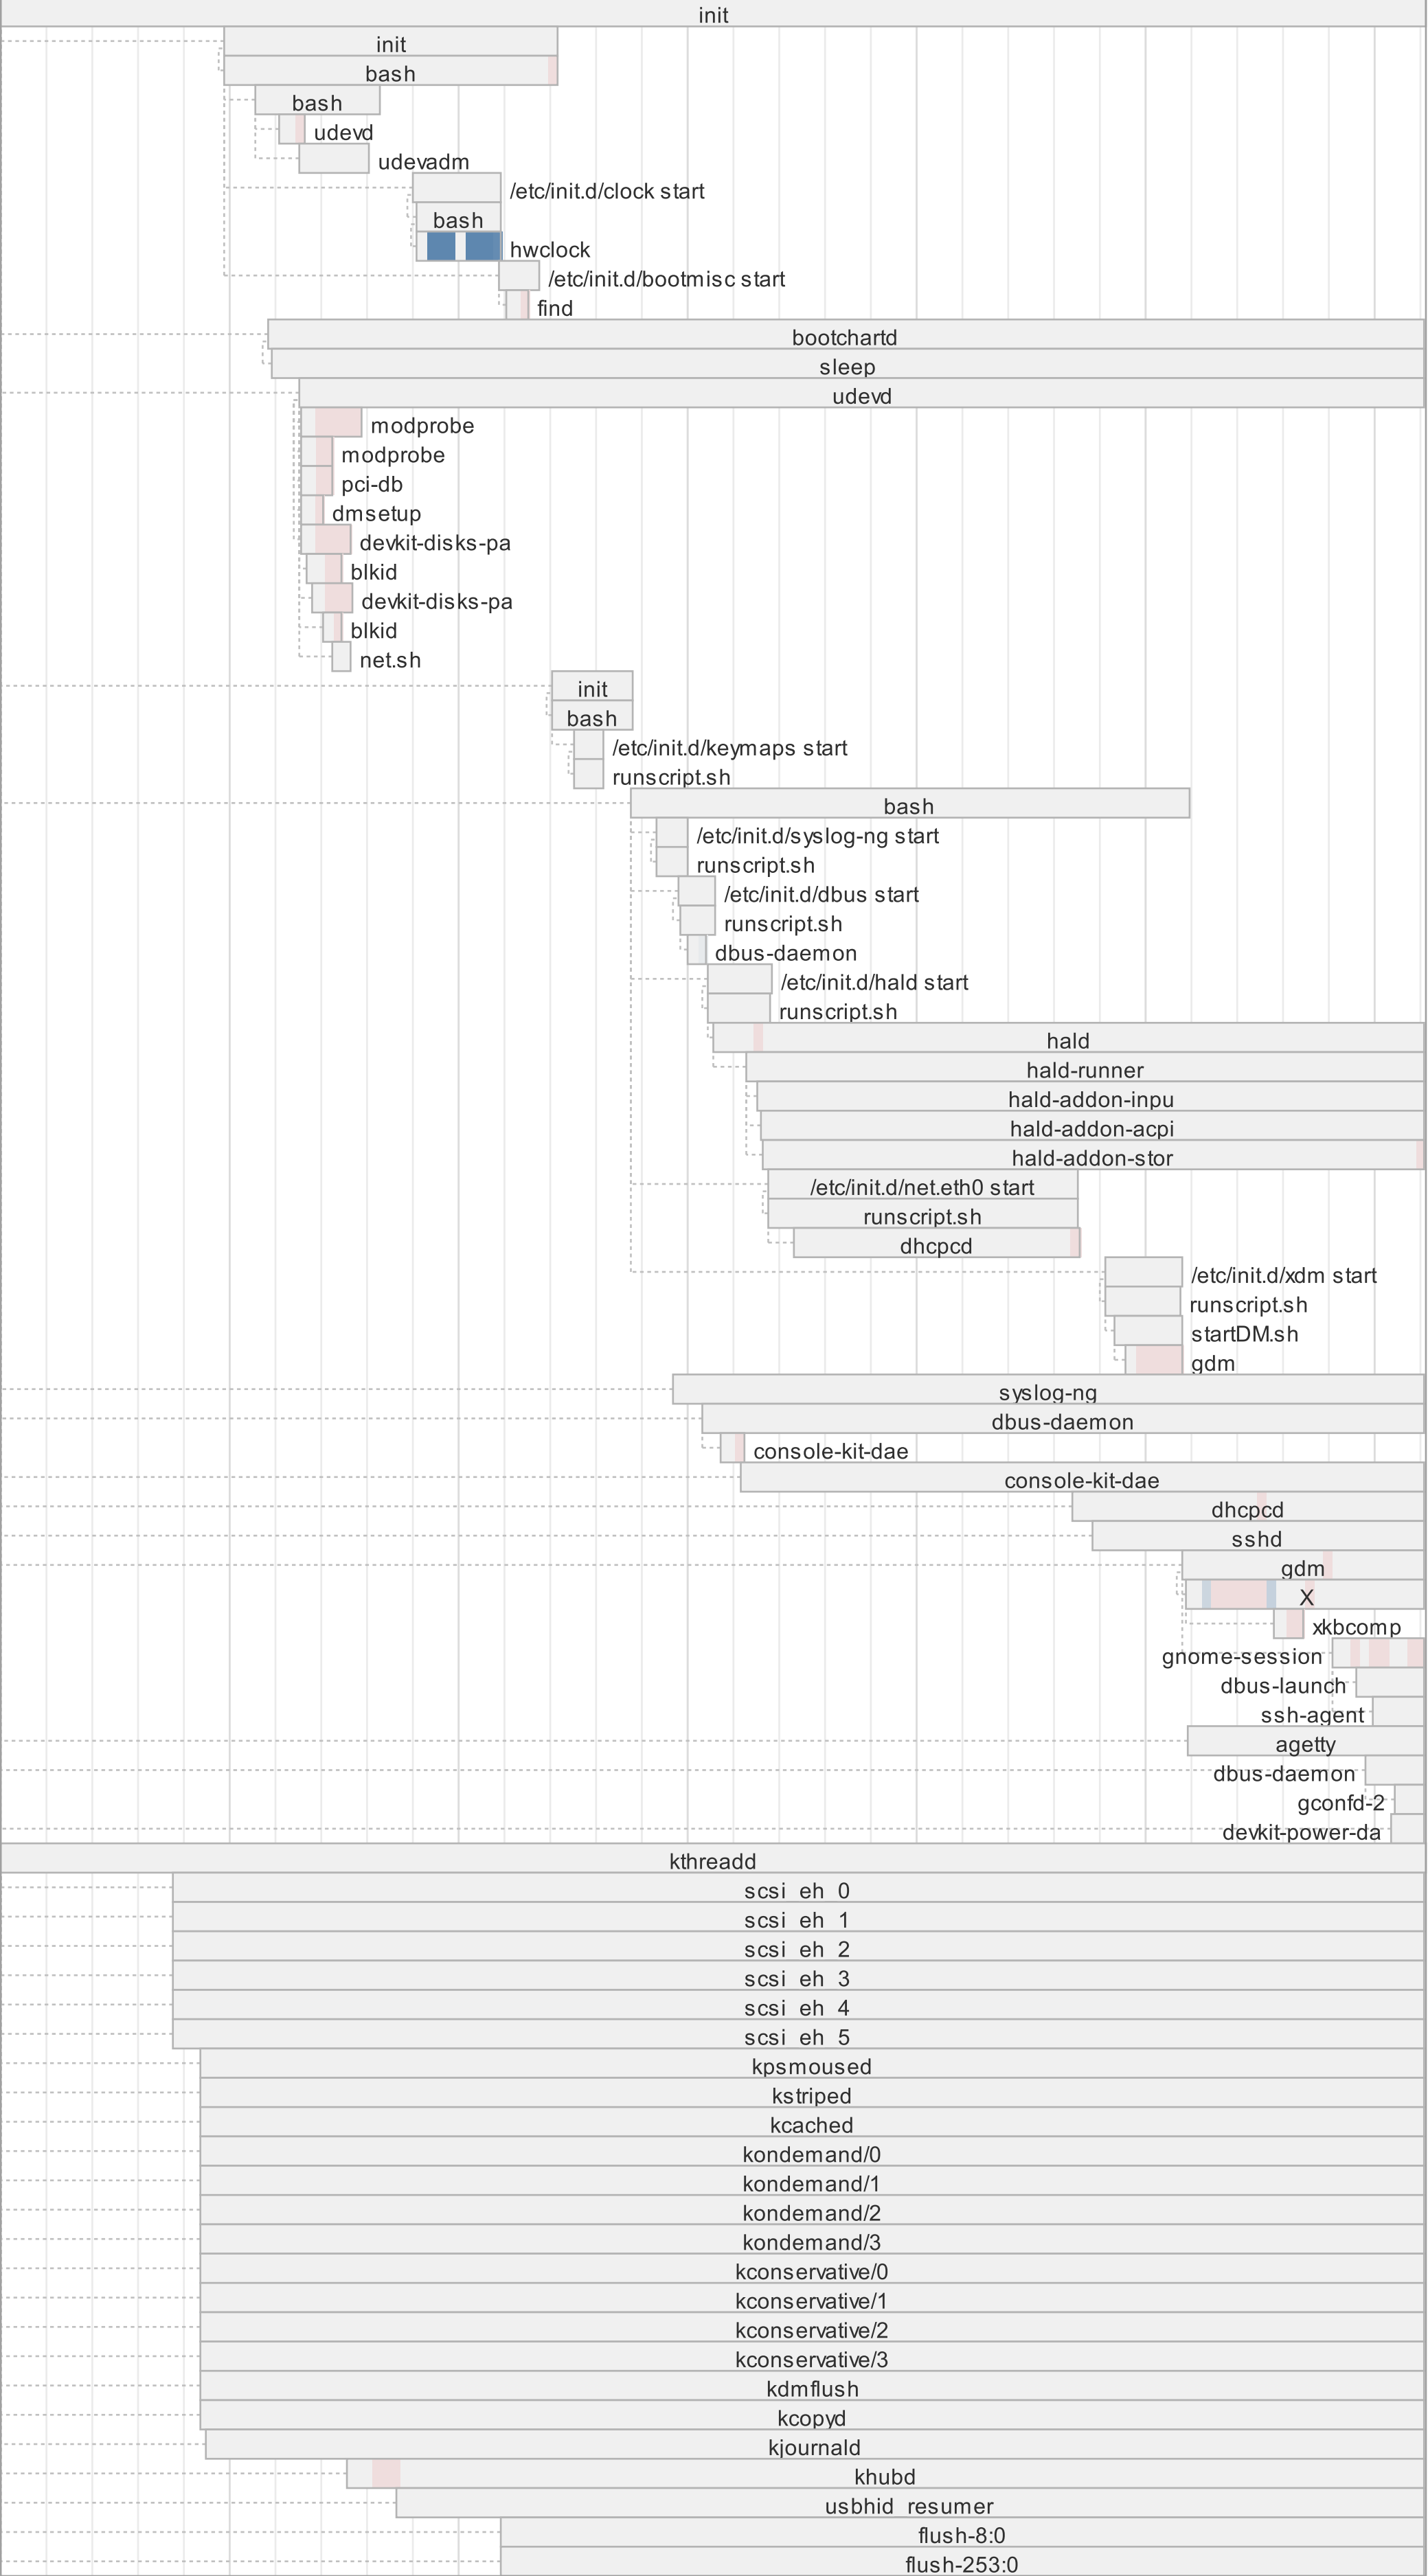 init
init
bash
bash
udevd
udevadm
/etc/init.d/clock start
bash
hwclock
/etc/init.d/bootmisc start
find
bootchartd
sleep
udevd
modprobe
modprobe
pci-db
dmsetup
devkit-disks-pa
blkid
devkit-disks-pa
blkid
net.sh
init
bash
/etc/init.d/keymaps start
runscript.sh
bash
/etc/init.d/syslog-ng start
runscript.sh
/etc/init.d/dbus start
runscript.sh
dbus-daemon
/etc/init.d/hald start
runscript.sh
hald
hald-runner
hald-addon-inpu
hald-addon-acpi
hald-addon-stor
/etc/init.d/net.eth0 start
runscript.sh
dhcpcd
/etc/init.d/xdm start
runscript.sh
startDM.sh
gdm
syslog-ng
dbus-daemon
console-kit-dae
console-kit-dae
dhcpcd
sshd
gdm
X
xkbcomp
gnome-session
dbus-launch
ssh-agent
agetty
dbus-daemon
gconfd-2
devkit-power-da
kthreadd
scsi_eh_0
scsi_eh_1
scsi_eh_2
scsi_eh_3
scsi_eh_4
scsi_eh_5
kpsmoused
kstriped
kcached
kondemand/0
kondemand/1
kondemand/2
kondemand/3
kconservative/0
kconservative/1
kconservative/2
kconservative/3
kdmflush
kcopyd
kjournald
khubd
usbhid_resumer
flush-8:0
flush-253:0